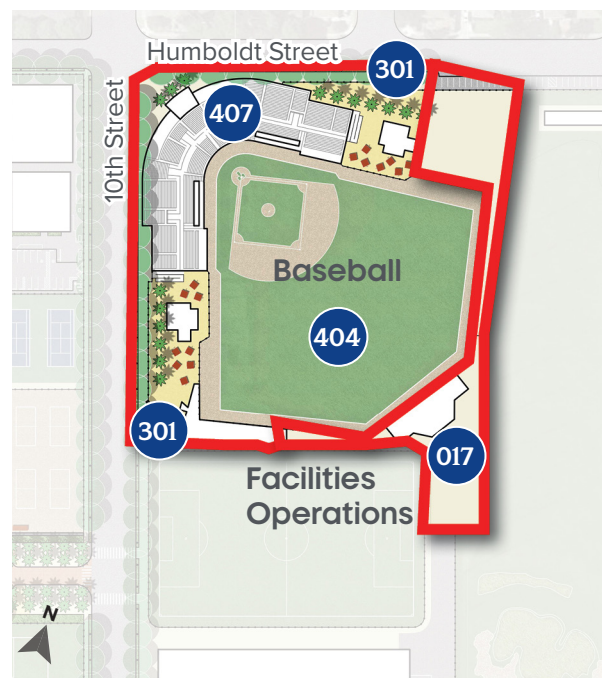 Humboldt Street
301
407
10th Street
Baseball
404
301
017
Facilities
Operations
N